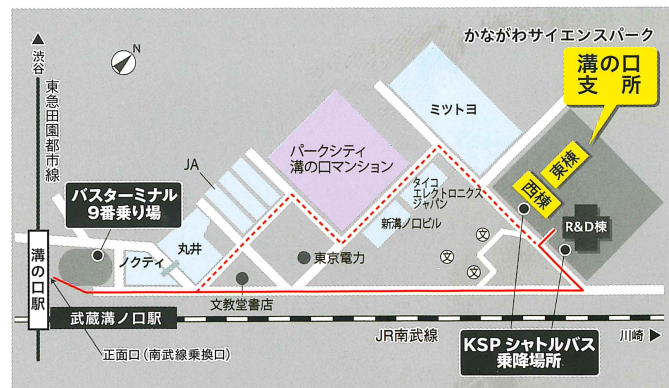 かながわサイエンスパーク
溝の口
支 所
N
渋谷
東急田園都市線
ミツトヨ
パークシティ
溝の口マンション
JA
東棟
西棟
タイコ
エレクトロニクス
ジャパン
新溝ノ口ビル
バスターミナル
9番乗り場
丸井
ノクティ
東京電力
文
文
R&D棟
文教堂書店
溝の口駅
武蔵溝ノ口駅
正面口(南武線乗換口)
JR南武線
KSP シャトルバス
乗降場所
川崎